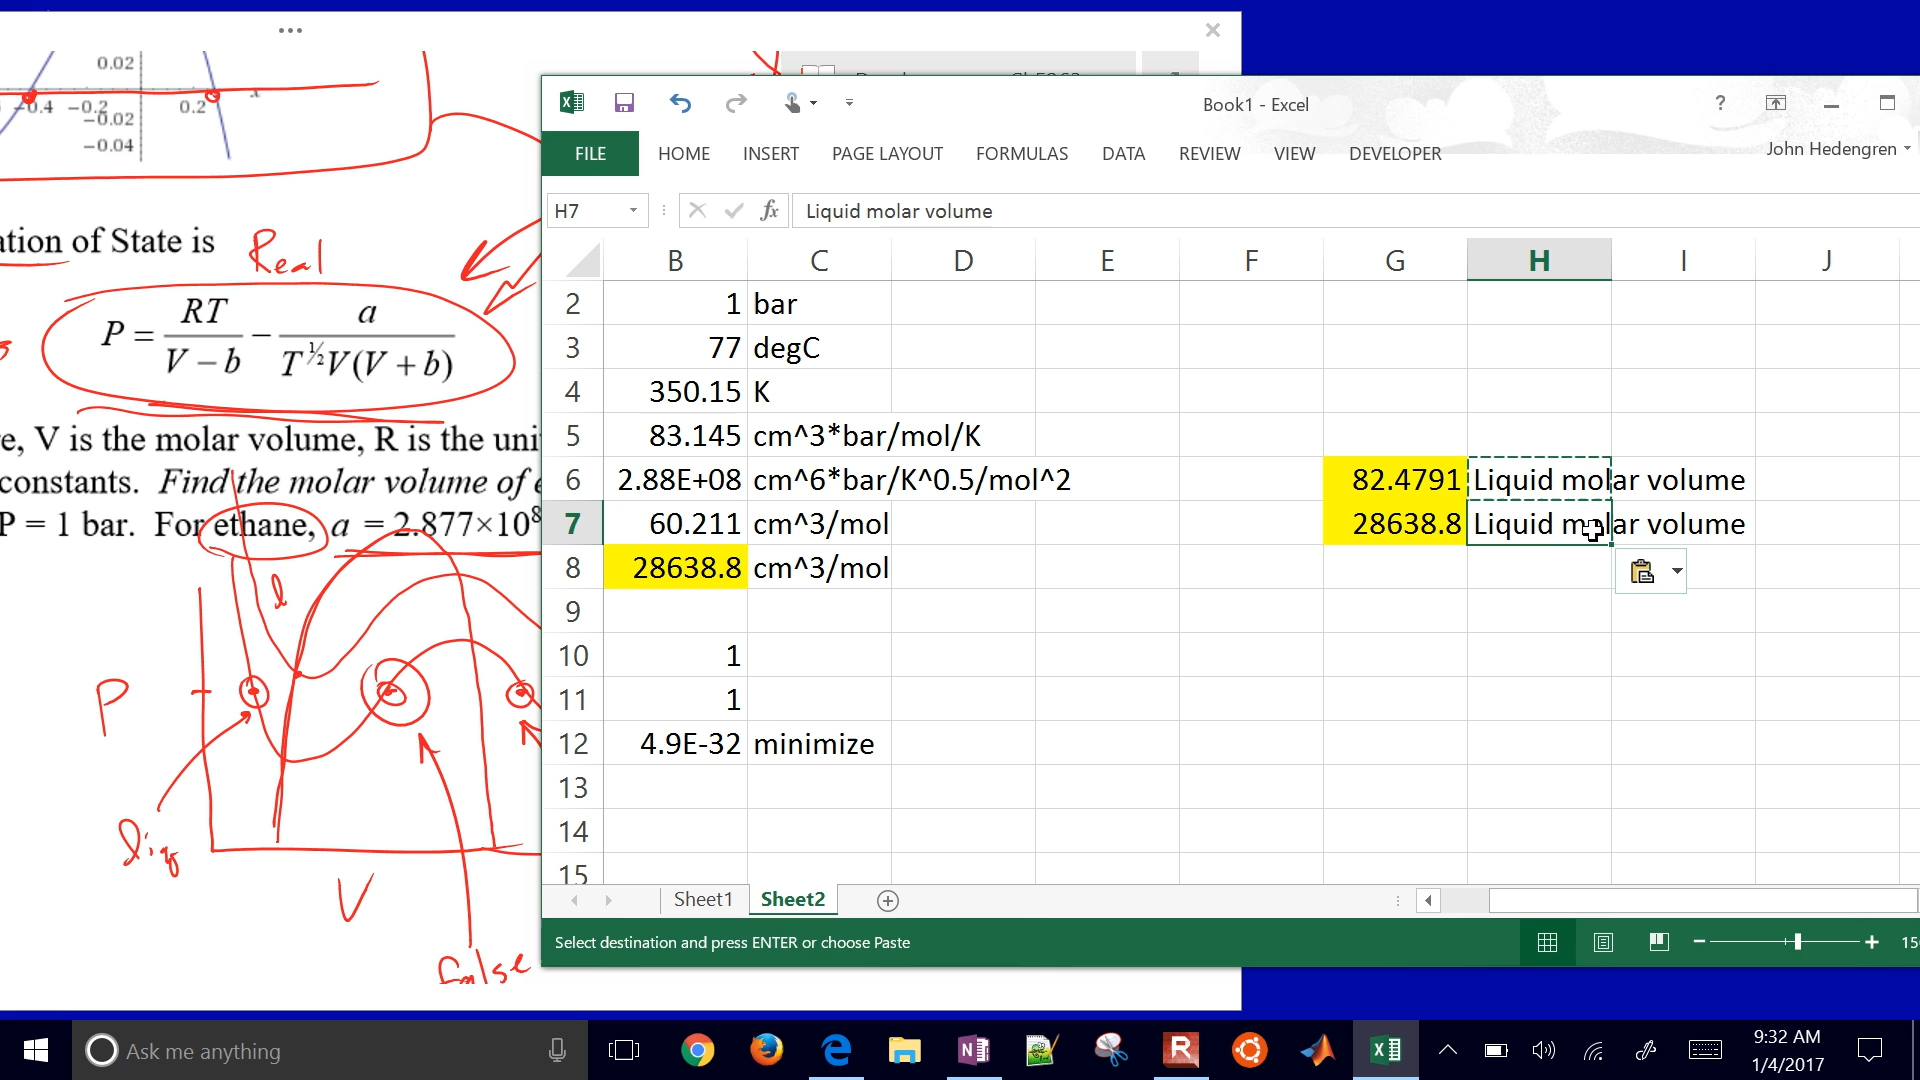 0.02
−0.4 −0.2 0.2 x
−0.02
−0.04
ation of State is
Real
P = RT / V − b − a / T^½ V(V + b)
e, V is the molar volume, R is the uni
constants. Find the molar volume of e
P = 1 bar. For ethane, a = 2.877×10⁸
l
P
liq
V
false
Book1 - Excel
?
FILE HOME INSERT PAGE LAYOUT FORMULAS DATA REVIEW VIEW DEVELOPER
John Hedengren
H7 fx Liquid molar volume
B C D E F G H I J
2 1 bar
3 77 degC
4 350.15 K
5 83.145 cm^3*bar/mol/K
6 2.88E+08 cm^6*bar/K^0.5/mol^2 82.4791 Liquid molar volume
7 60.211 cm^3/mol 28638.8 Liquid molar volume
8 28638.8 cm^3/mol
9
10 1
11 1
12 4.9E-32 minimize
13
14
15
Sheet1 Sheet2
Select destination and press ENTER or choose Paste
15
Ask me anything
9:32 AM
1/4/2017